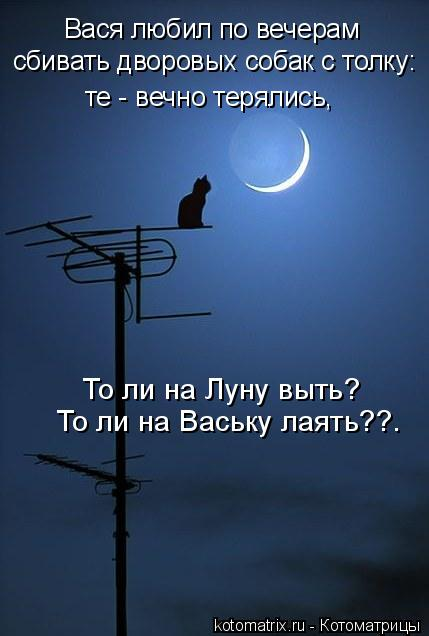 Вася любил по вечерам
сбивать дворовых собак с толку:
те - вечно терялись,
То ли на Луну выть?
То ли на Ваську лаять??.
kotomatrix.ru - Котоматрицы